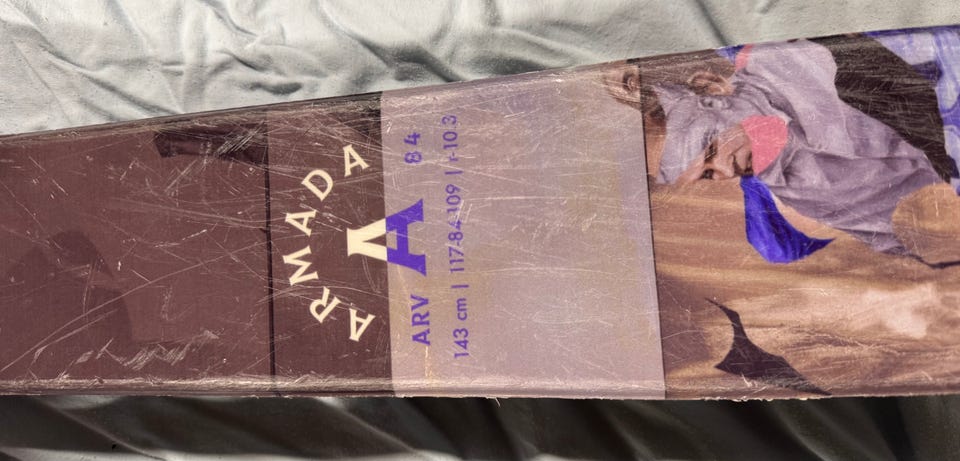 ARMADA
A
ARV 84
143 cm | 117-84-109 | r-10.3